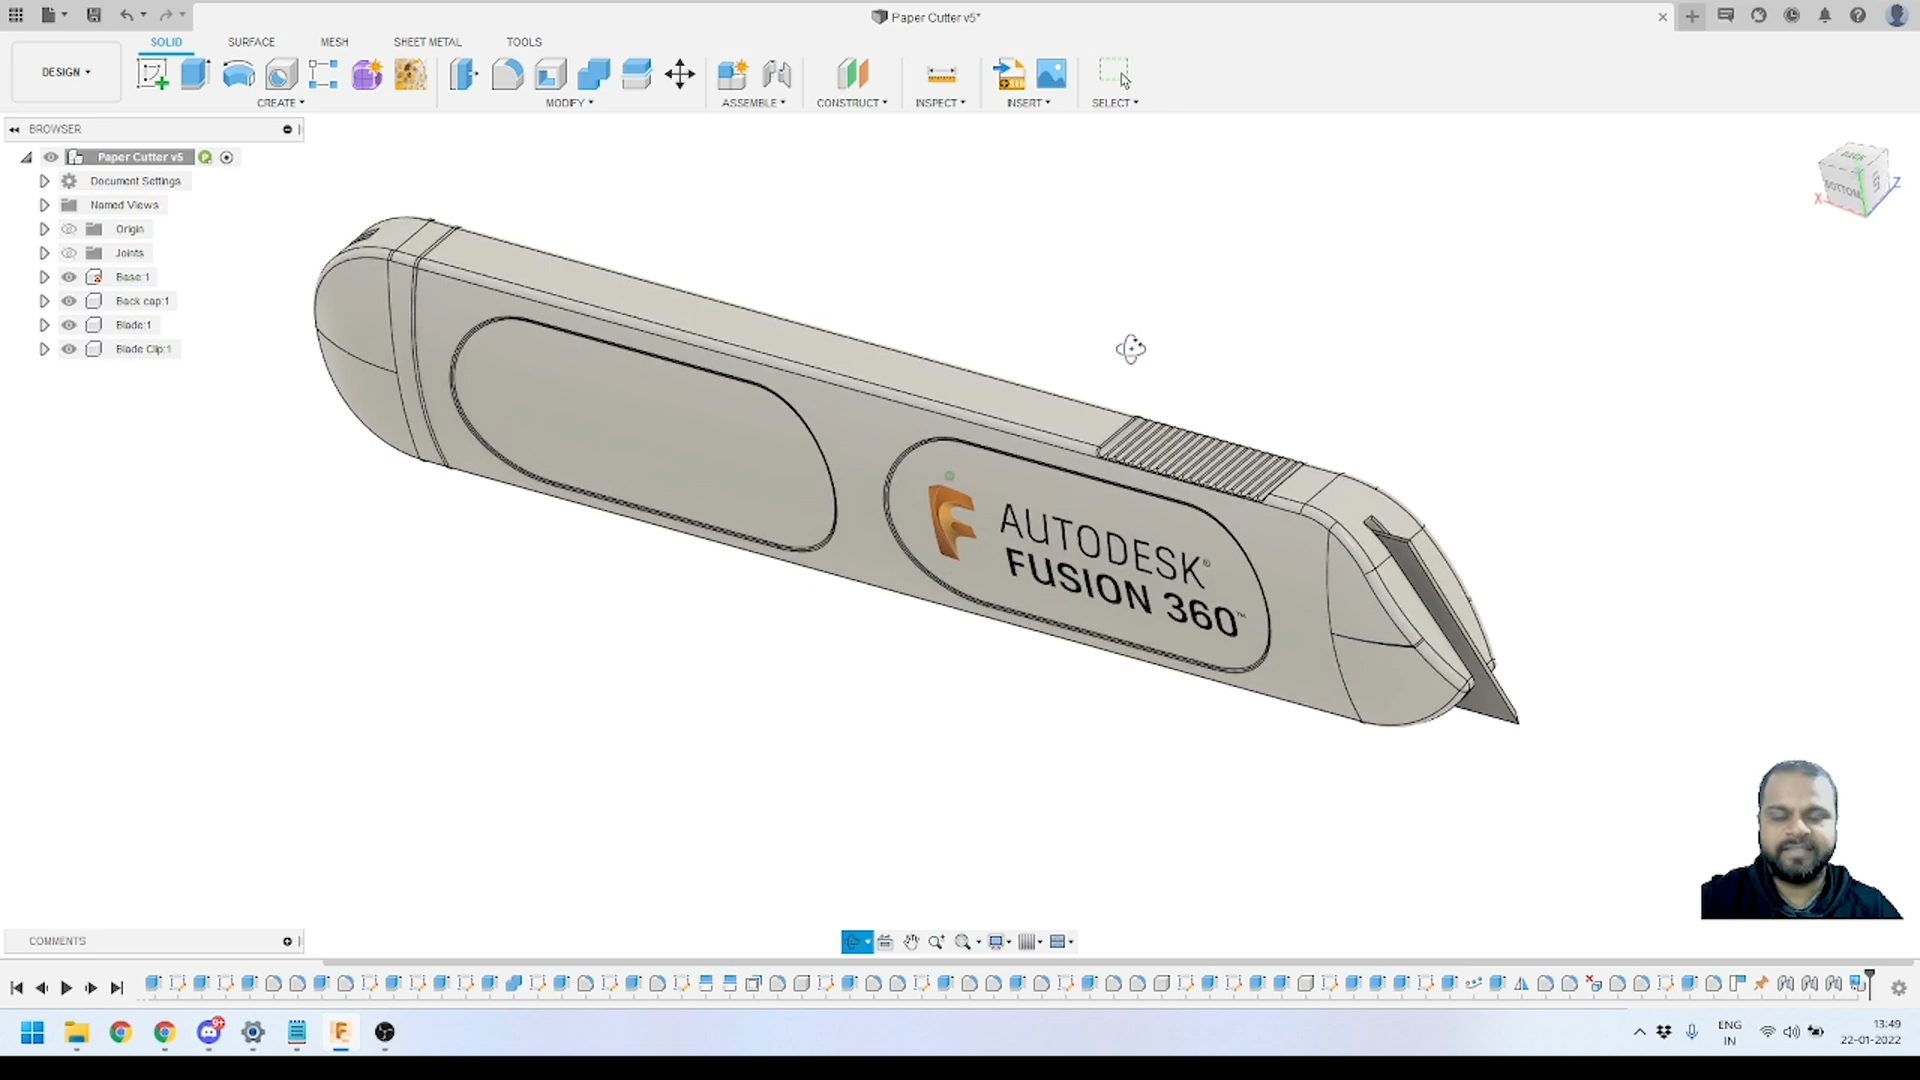 Paper Cutter v5*
SOLID SURFACE MESH SHEET METAL TOOLS
DESIGN
CREATE MODIFY ASSEMBLE CONSTRUCT INSPECT INSERT SELECT
BROWSER
Paper Cutter v5
Document Settings
Named Views
Origin
Joints
Base:1
Back cap:1
Blade:1
Blade Clip:1
BOTTOM
X
Z
F AUTODESK®
FUSION 360™
COMMENTS
ENG
IN
13:49
22-01-2022